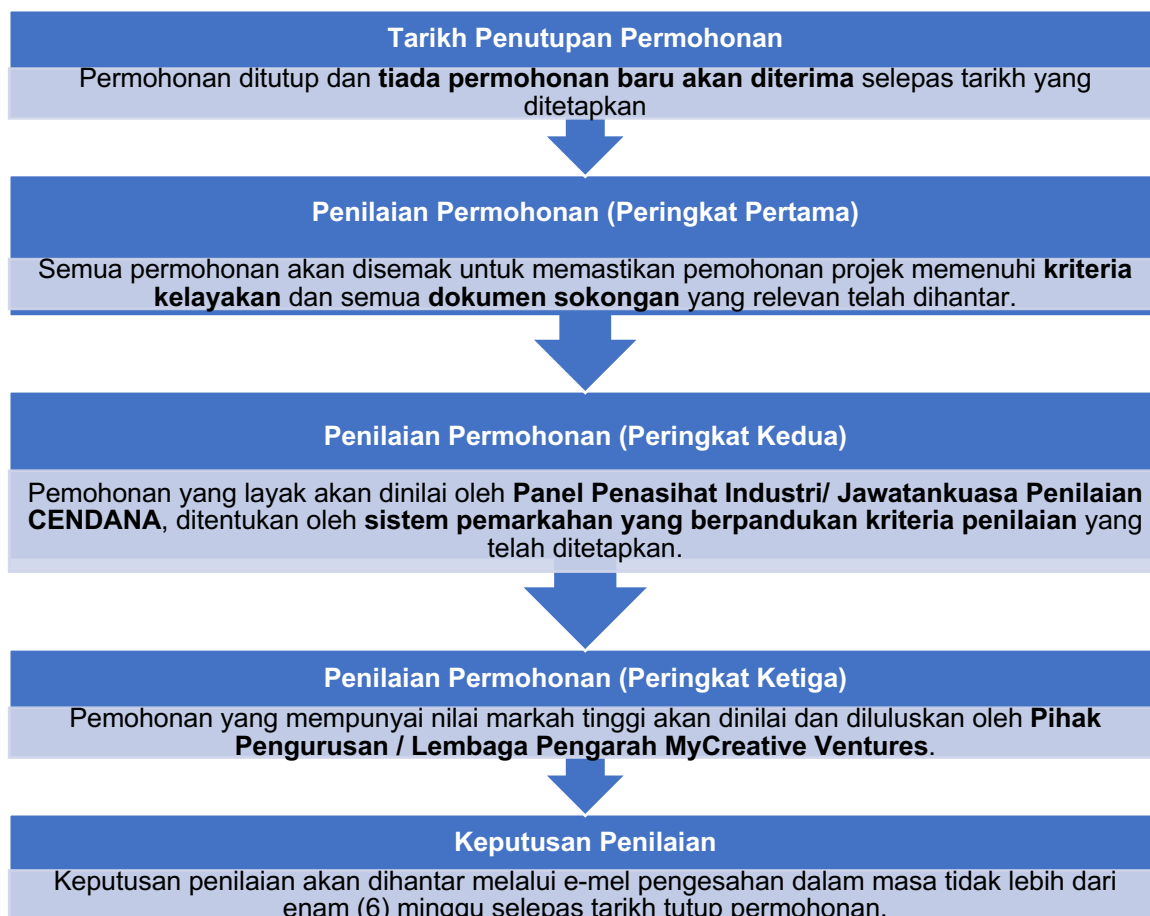 Tarikh Penutupan Permohonan
Permohonan ditutup dan tiada permohonan baru akan diterima selepas tarikh yang
ditetapkan
Penilaian Permohonan (Peringkat Pertama)
Semua permohonan akan disemak untuk memastikan pemohonan projek memenuhi kriteria
kelayakan dan semua dokumen sokongan yang relevan telah dihantar.
Penilaian Permohonan (Peringkat Kedua)
Pemohonan yang layak akan dinilai oleh Panel Penasihat Industri/ Jawatankuasa Penilaian
CENDANA, ditentukan oleh sistem pemarkahan yang berpandukan kriteria penilaian yang
telah ditetapkan.
Penilaian Permohonan (Peringkat Ketiga)
Pemohonan yang mempunyai nilai markah tinggi akan dinilai dan diluluskan oleh Pihak
Pengurusan / Lembaga Pengarah MyCreative Ventures.
Keputusan Penilaian
Keputusan penilaian akan dihantar melalui e-mel pengesahan dalam masa tidak lebih dari
enam (6) minggu selepas tarikh tutup permohonan.